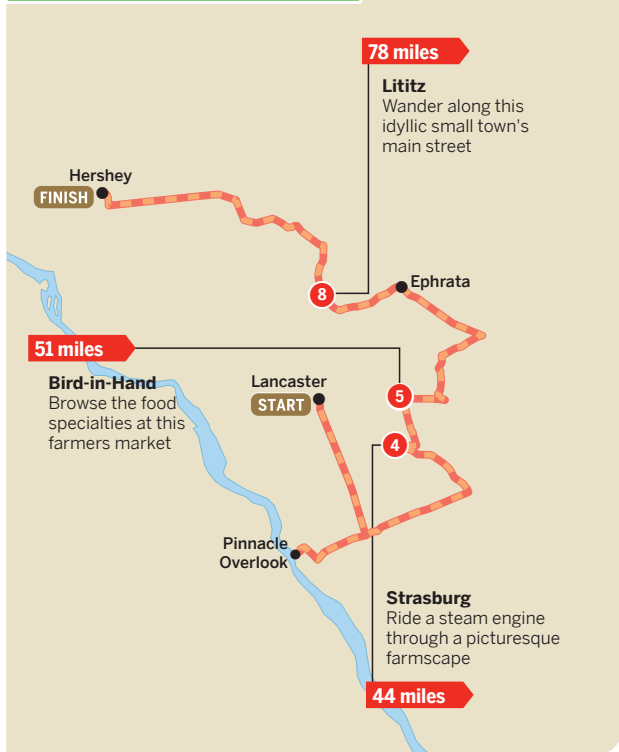 78 miles
Lititz
Wander along this
idyllic small town's
main street
Hershey
FINISH
8
Ephrata
51 miles
Bird-in-Hand
Browse the food
specialties at this
farmers market
Lancaster
START
5
4
Pinnacle
Overlook
Strasburg
Ride a steam engine
through a picturesque
farmscape
44 miles